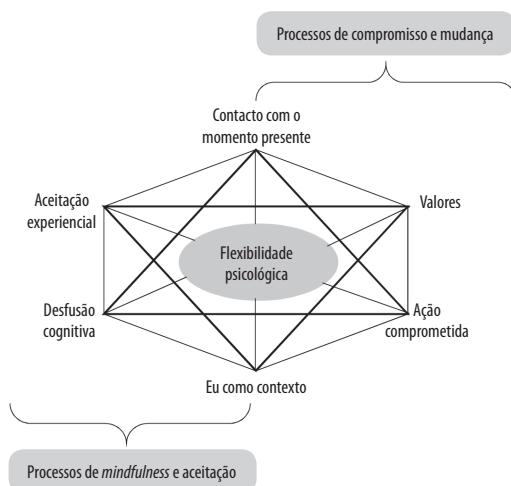 Processos de compromisso e mudança
Contacto com o
momento presente
Aceitação
experiencial
Valores
Flexibilidade
psicológica
Desfusão
cognitiva
Ação
comprometida
Eu como contexto
Processos de mindfulness e aceitação